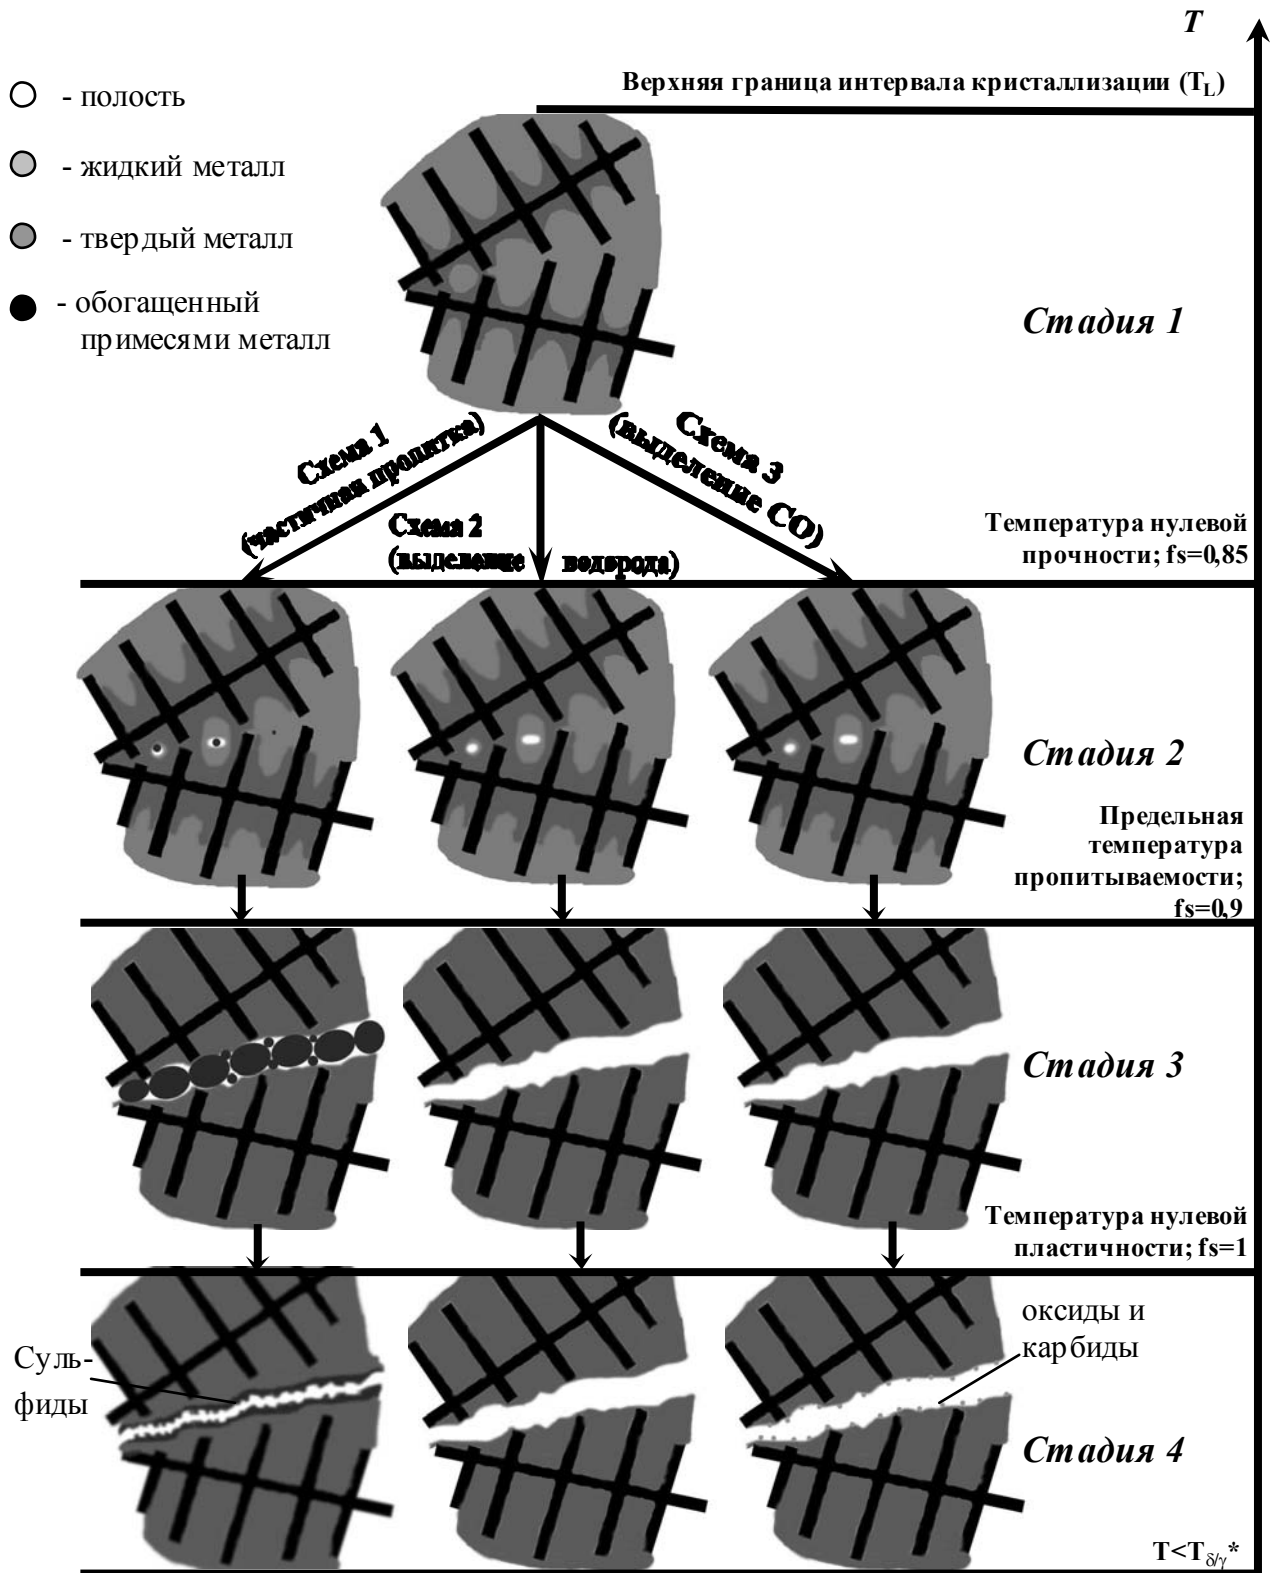 T
Верхняя граница интервала кристаллизации (TL)
- полость
- жидкий металл
- твердый металл
- обогащенный
примесями металл
Стадия 1
Схема 1
(частичная пропитка)
Схема 2
(выделение водорода)
Схема 3
(выделение CO)
Температура нулевой
прочности; fs=0,85
Стадия 2
Предельная
температура
пропитываемости;
fs=0,9
Стадия 3
Температура нулевой
пластичности; fs=1
Суль-
фиды
оксиды и
карбиды
Стадия 4
T<Tδ/γ*